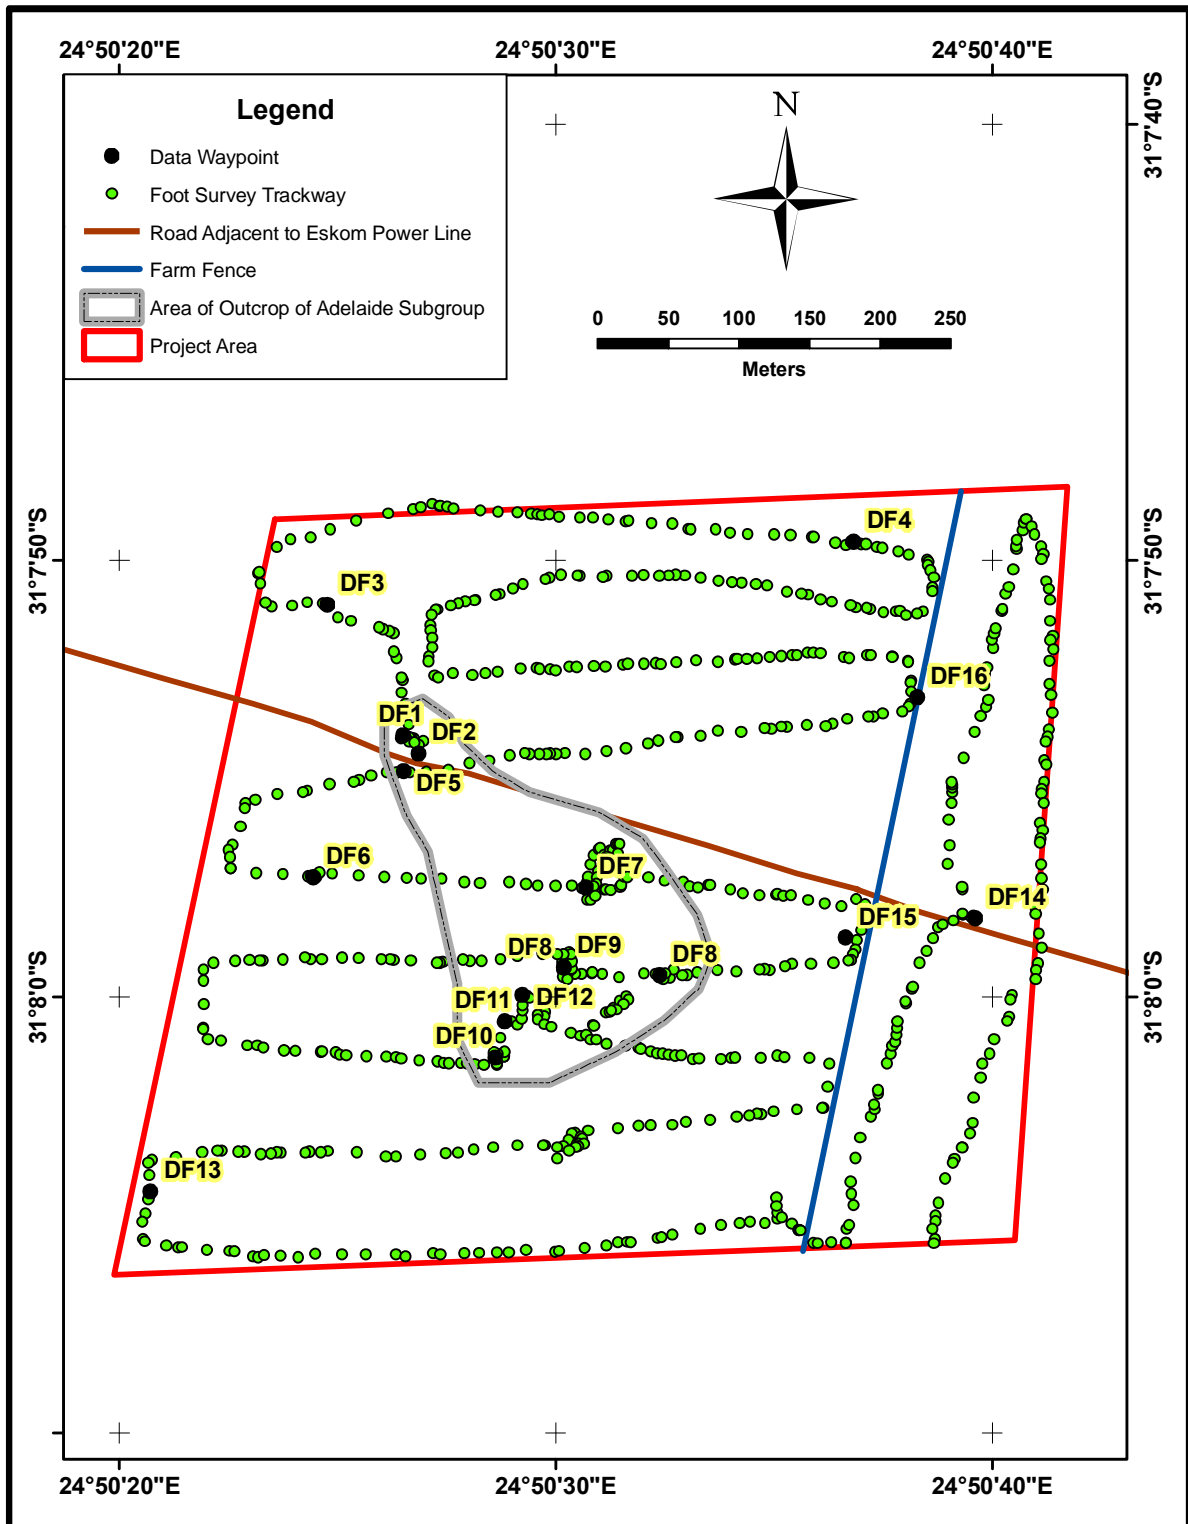 24°50'20"E 24°50'30"E 24°50'40"E
Legend
Data Waypoint
Foot Survey Trackway
Road Adjacent to Eskom Power Line
Farm Fence
Area of Outcrop of Adelaide Subgroup
Project Area
N
0 50 100 150 200 250
Meters
31°7'40"S
31°7'40"S
31°7'50"S
31°7'50"S
31°8'0"S
31°8'0"S
DF4
DF3
DF16
DF1
DF2
DF5
DF6
DF7
DF14
DF15
DF8
DF9
DF8
DF11
DF12
DF10
DF13
24°50'20"E 24°50'30"E 24°50'40"E